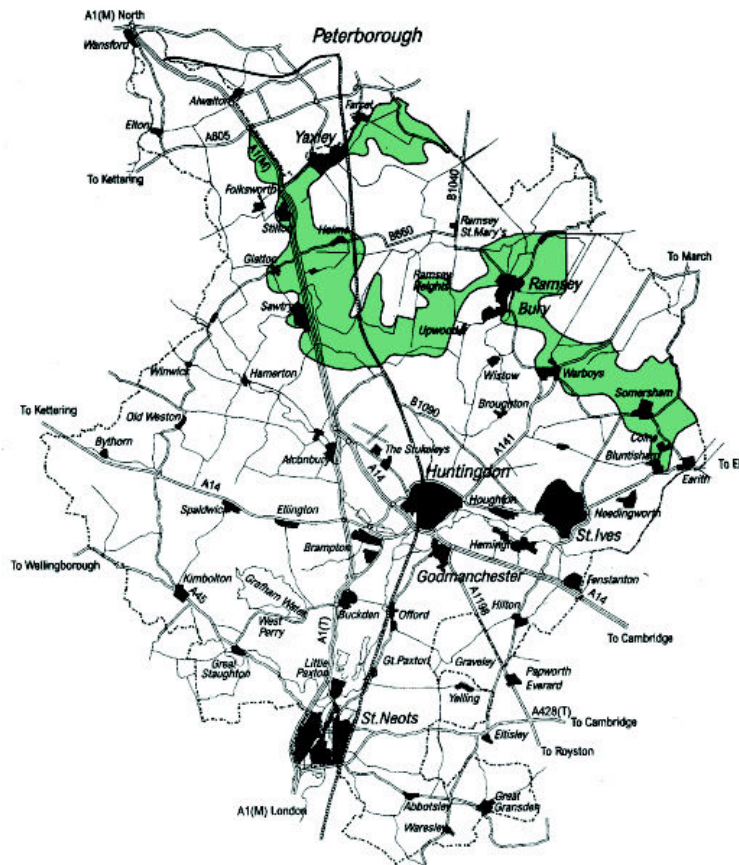 A1(M) North
Wansford
Peterborough
Alwalton
Farcet
Elton
A605
Yaxley
A1(M)
B1040
To Kettering
Folksworth
Stilton
Holme
B660
Ramsey
St.Mary's
Glatton
Ramsey
Heights
Ramsey
To March
Sawtry
Bury
Upwood
Winwick
Hamerton
Wistow
Warboys
Somersham
To Kettering
Old Weston
B1090
Broughton
A141
Colne
Bythorn
Alconbury
The Stukeleys
Bluntisham
To E
A14
A14
Huntingdon
Earith
Spaldwick
Ellington
Houghton
Needingworth
St.Ives
Brampton
Heming
To Wellingborough
Godmanchester
Fenstanton
Kimbolton
A45
Grafham Water
A14
Buckden
Offord
A1198
Hilton
West
Perry
A1(T)
To Cambridge
Great
Staughton
Little
Paxton
Gt.Paxton
Graveley
Papworth
Everard
Yelling
St.Neots
A428(T)
To Cambridge
Eltisley
To Royston
A1(M) London
Abbotsley
Great
Gransden
Waresley